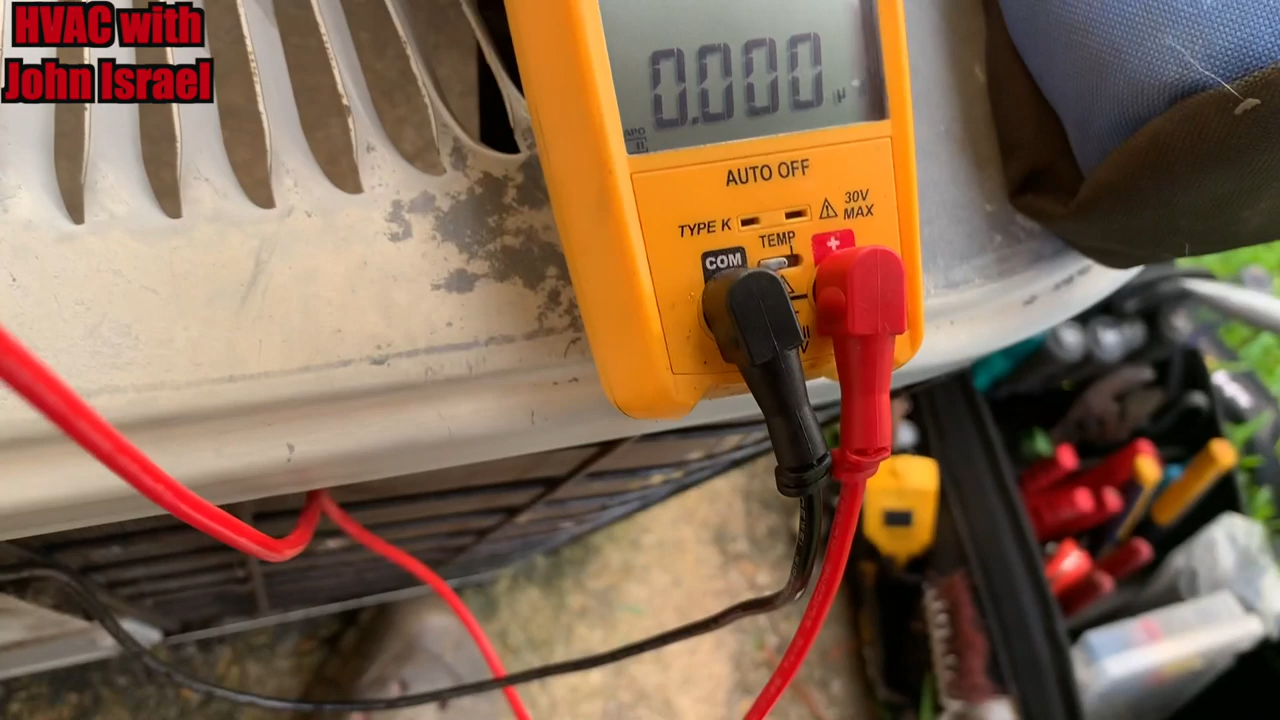 HVAC with
John Israel
0.000
μ
APO
n
AUTO OFF
TYPE K
30V
MAX
TEMP
COM
+